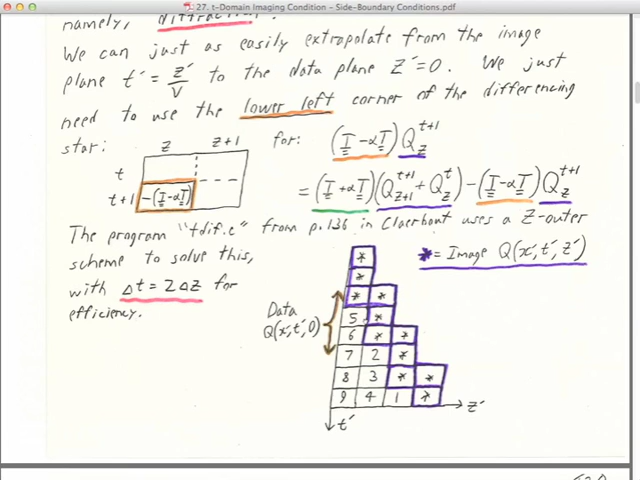 27. t-Domain Imaging Condition - Side-Boundary Conditions.pdf
namely, diffraction.
We can just as easily extrapolate from the image
plane t' = z'/v to the data plane z'=0. We just
need to use the lower left corner of the differencing
star:
z z+1
t
t+1 -(I-αT)
for: (I-αT) Q_z^{t+1}
= (I+αT)(Q_{z+1}^{t+1} + Q_z^t) - (I-αT) Q_z^{t+1}
The program "tdif.c" from p.136 in Claerbout uses a z-outer
scheme to solve this,
with Δt = 2Δz for
efficiency.
* = Image Q(x',t',z')
Data
Q(x',t',0)
*
*
* *
5 *
6 * *
7 2 *
8 3 * *
9 4 1 *
z'
t'